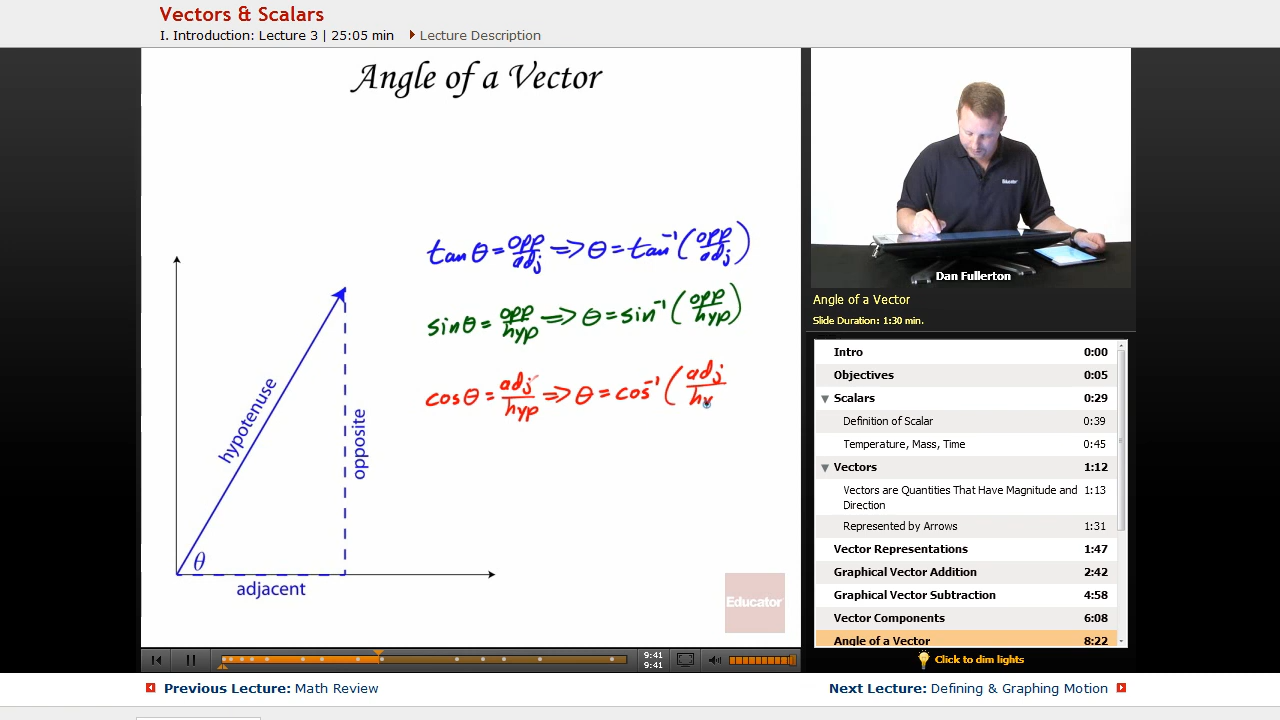 Vectors & Scalars
I. Introduction: Lecture 3 | 25:05 min
Lecture Description
Angle of a Vector
tan θ = opp/adj => θ = tan⁻¹(opp/adj)
sin θ = opp/hyp => θ = sin⁻¹(opp/hyp)
cos θ = adj/hyp => θ = cos⁻¹(adj/hy
hypotenuse
opposite
θ
adjacent
Educator
Educator
Dan Fullerton
Angle of a Vector
Slide Duration: 1:30 min.
Intro 0:00
Objectives 0:05
Scalars 0:29
Definition of Scalar 0:39
Temperature, Mass, Time 0:45
Vectors 1:12
Vectors are Quantities That Have Magnitude and 1:13
Direction
Represented by Arrows 1:31
Vector Representations 1:47
Graphical Vector Addition 2:42
Graphical Vector Subtraction 4:58
Vector Components 6:08
Angle of a Vector 8:22
9:41
9:41
Click to dim lights
Previous Lecture: Math Review
Next Lecture: Defining & Graphing Motion